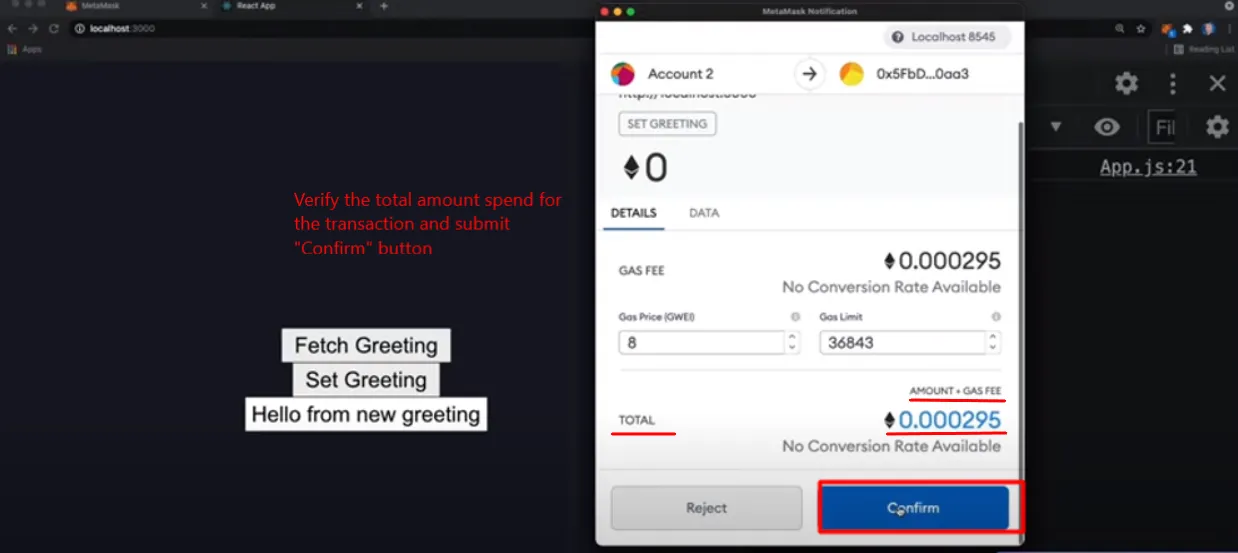 MetaMask
React App
MetaMask Notification
localhost:3000
Apps
Reading List
Localhost 8545
Account 2
0x5FbD...0aa3
http://localhost:3000
SET GREETING
0
Fil
App.js:21
Verify the total amount spend for
the transaction and submit
"Confirm" button
DETAILS
DATA
GAS FEE
0.000295
No Conversion Rate Available
Gas Price (GWEI)
Gas Limit
8
36843
Fetch Greeting
Set Greeting
Hello from new greeting
AMOUNT + GAS FEE
TOTAL
0.000295
No Conversion Rate Available
Reject
Confirm